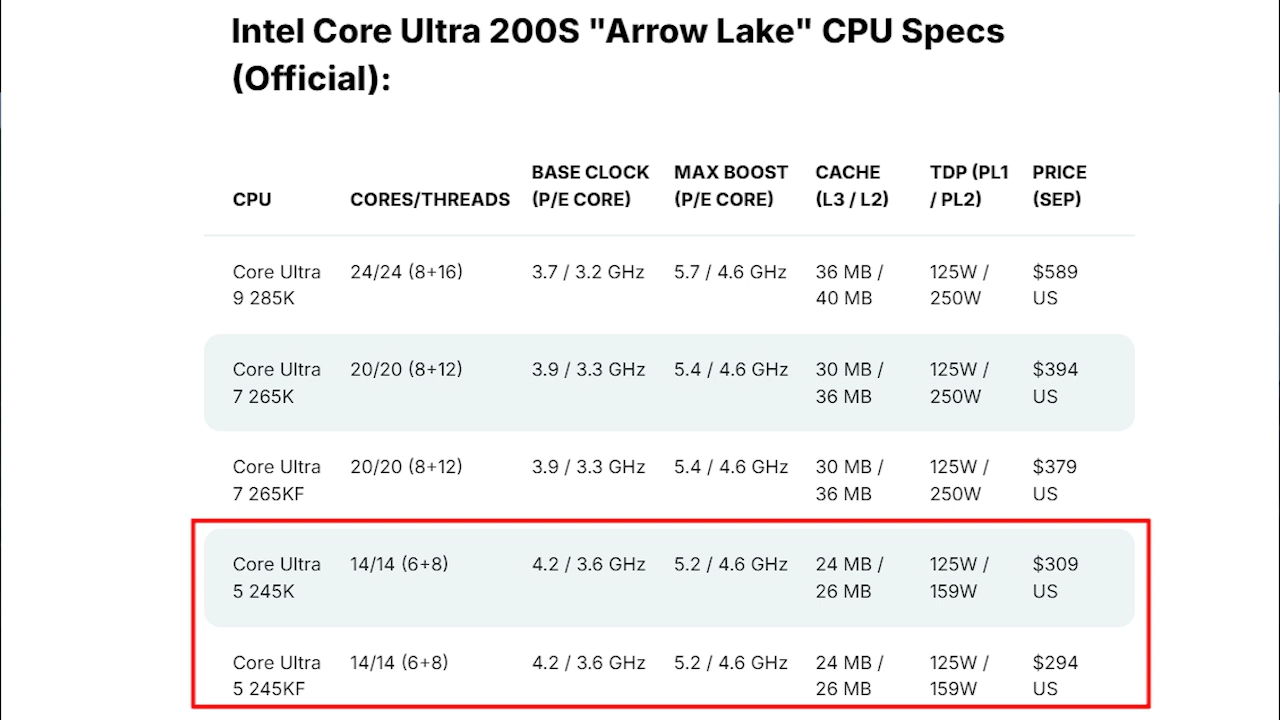 Intel Core Ultra 200S "Arrow Lake" CPU Specs
(Official):
CPU CORES/THREADS BASE CLOCK (P/E CORE) MAX BOOST (P/E CORE) CACHE (L3 / L2) TDP (PL1 / PL2) PRICE (SEP)
Core Ultra 9 285K 24/24 (8+16) 3.7 / 3.2 GHz 5.7 / 4.6 GHz 36 MB / 40 MB 125W / 250W $589 US
Core Ultra 7 265K 20/20 (8+12) 3.9 / 3.3 GHz 5.4 / 4.6 GHz 30 MB / 36 MB 125W / 250W $394 US
Core Ultra 7 265KF 20/20 (8+12) 3.9 / 3.3 GHz 5.4 / 4.6 GHz 30 MB / 36 MB 125W / 250W $379 US
Core Ultra 5 245K 14/14 (6+8) 4.2 / 3.6 GHz 5.2 / 4.6 GHz 24 MB / 26 MB 125W / 159W $309 US
Core Ultra 5 245KF 14/14 (6+8) 4.2 / 3.6 GHz 5.2 / 4.6 GHz 24 MB / 26 MB 125W / 159W $294 US